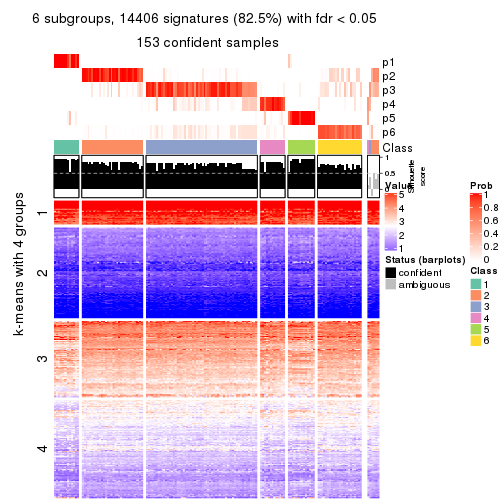 6 subgroups, 14406 signatures (82.5%) with fdr < 0.05
153 confident samples
p1
p2
p3
p4
p5
p6
Class
1
0.5
0
Silhouette
score
k-means with 4 groups
1
2
3
4
Value
5
4
3
2
1
Status (barplots)
confident
ambiguous
Prob
1
0.8
0.6
0.4
0.2
0
Class
1
2
3
4
5
6